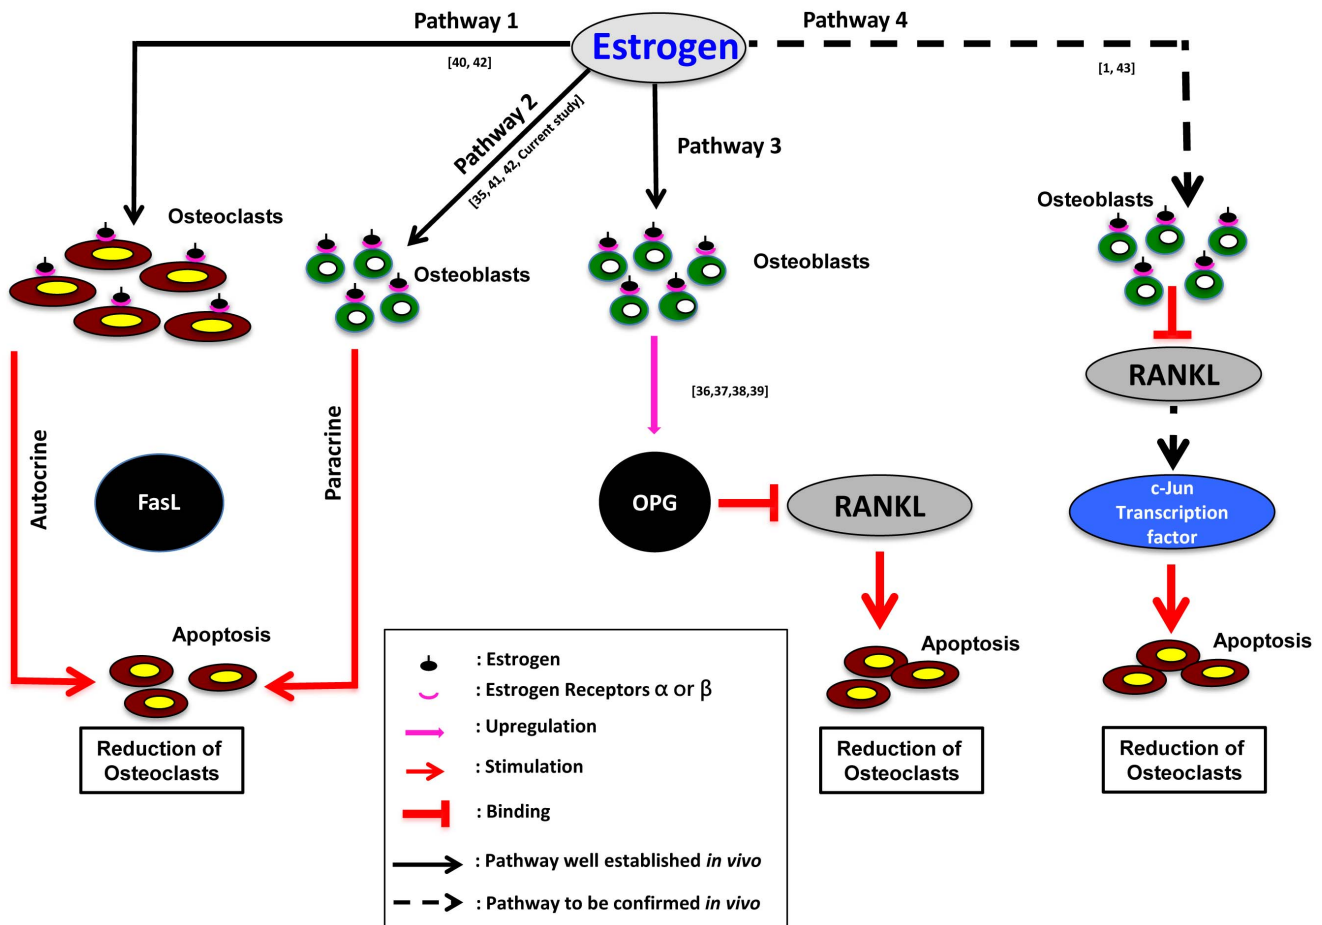 Pathway 1
Estrogen
Pathway 4
[40, 42]
[1, 43]
Pathway 2
[35, 41, 42, Current study]
Pathway 3
Osteoclasts
Osteoblasts
Osteoblasts
Osteoblasts
Autocrine
FasL
Paracrine
[36,37,38,39]
OPG
RANKL
RANKL
c-Jun
Transcription
factor
Apoptosis
Apoptosis
Apoptosis
Reduction of
Osteoclasts
Reduction of
Osteoclasts
Reduction of
Osteoclasts
: Estrogen
: Estrogen Receptors α or β
: Upregulation
: Stimulation
: Binding
: Pathway well established in vivo
: Pathway to be confirmed in vivo